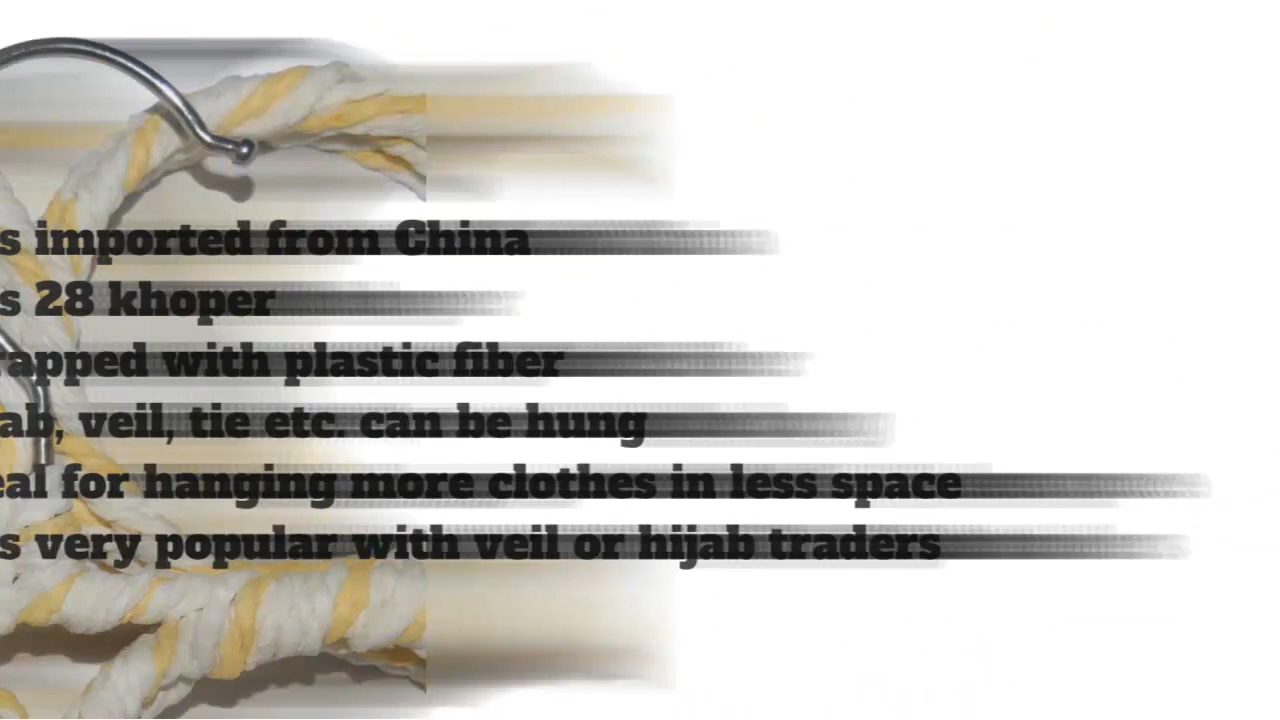 s imported from China
s 28 khoper
rapped with plastic fiber
ab, veil, tie etc. can be hung
eal for hanging more clothes in less space
s very popular with veil or hijab traders